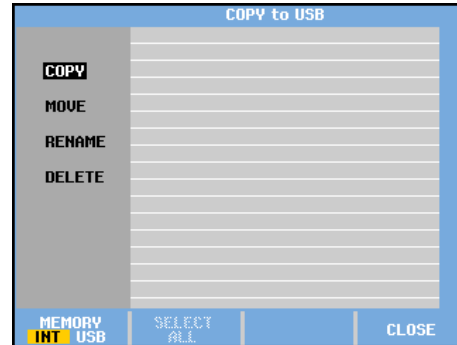 COPY to USB
COPY
MOVE
RENAME
DELETE
MEMORY
INT USB
SELECT
ALL
CLOSE